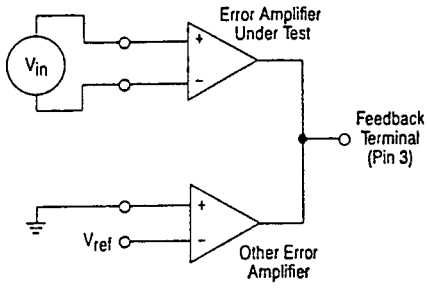 Error Amplifier
Under Test
+
−
Vin
Feedback
Terminal
(Pin 3)
+
Vref
−
Other Error
Amplifier